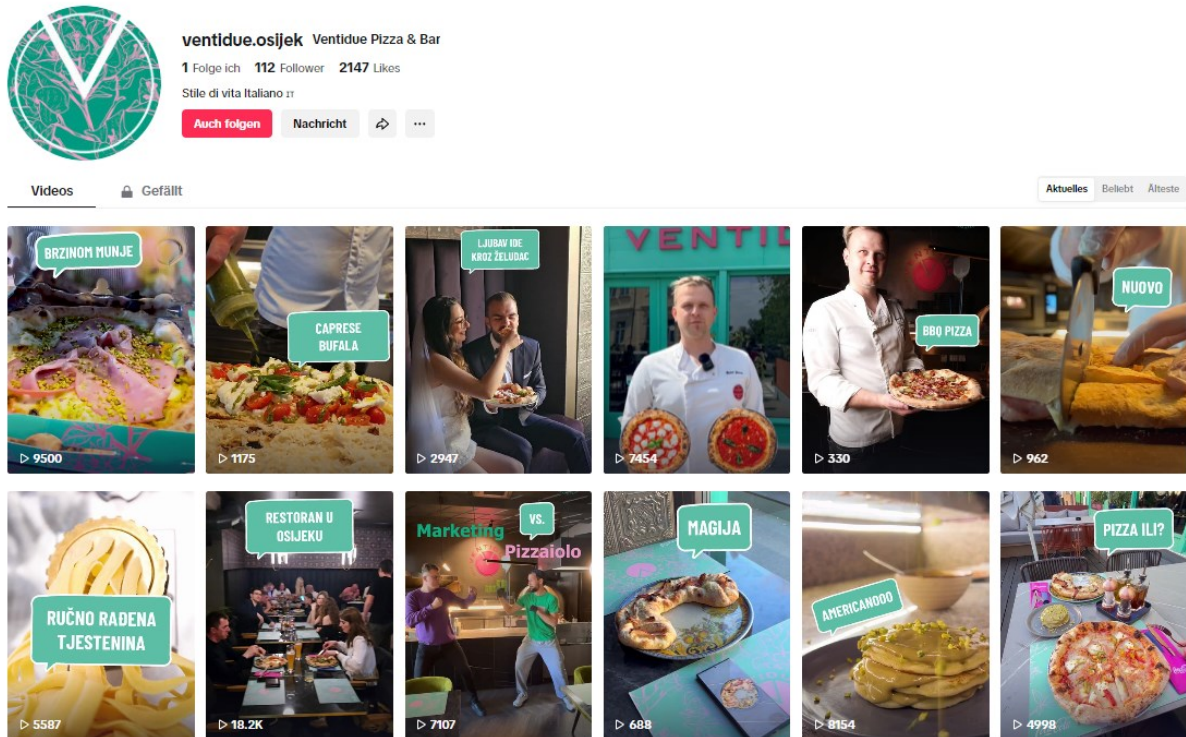 ventidue.osijek Ventidue Pizza & Bar
1 Folge ich 112 Follower 2147 Likes
Stile di vita Italiano IT
Auch folgen Nachricht ...
Videos Gefällt
Aktuelles Beliebt Älteste
BRZINOM MUNJE
9500
CAPRESE
BUFALA
1175
LJUBAV IDE
KROZ ŽELUDAC
2947
VENTID
7454
BBQ PIZZA
330
NUOVO
962
RUČNO RAĐENA
TJESTENINA
5587
RESTORAN U
OSIJEKU
18.2K
Marketing
VS.
Pizzaiolo
7107
MAGIJA
688
AMERICANOOO
8154
PIZZA ILI?
4998